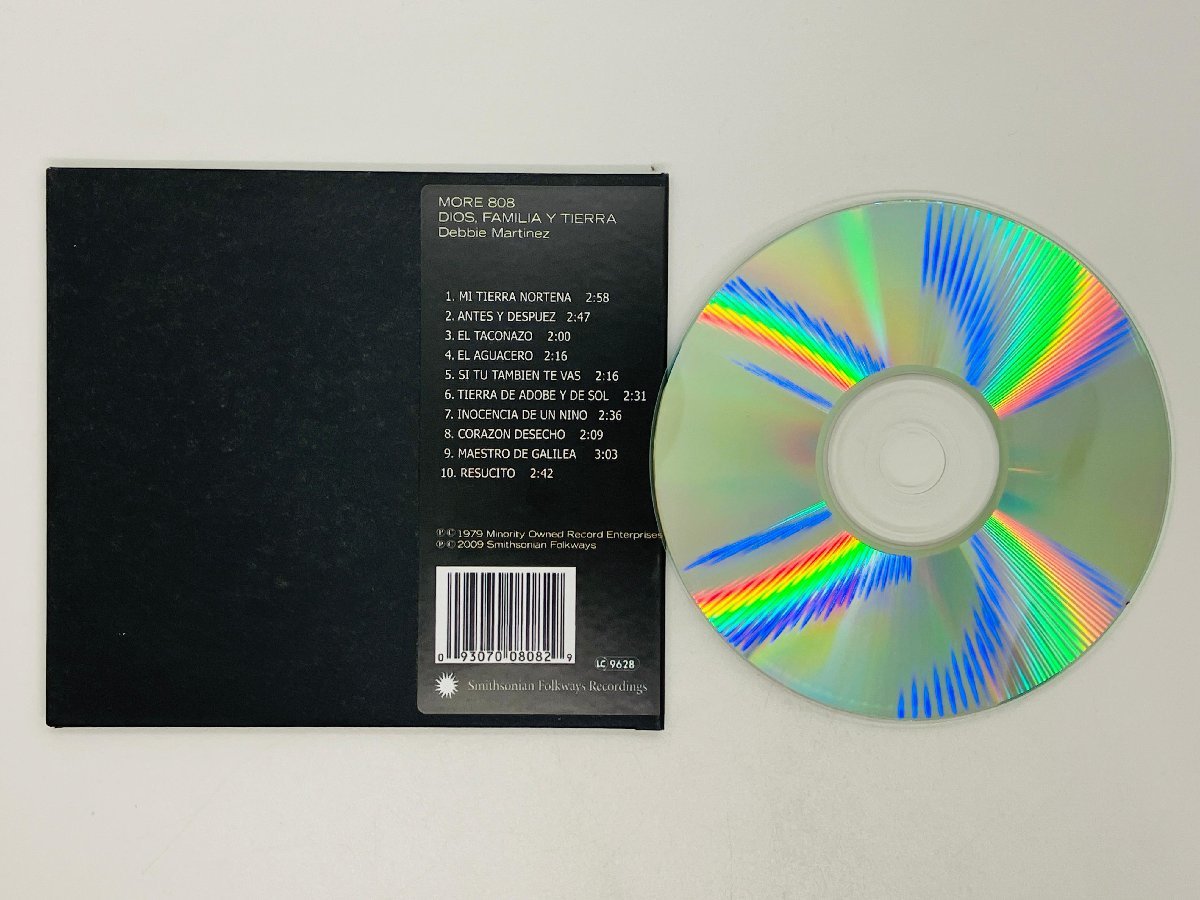 MORE 808
DIOS, FAMILIA Y TIERRA
Debbie Martinez
1. MI TIERRA NORTENA 2:58
2. ANTES Y DESPUEZ 2:47
3. EL TACONAZO 2:00
4. EL AGUACERO 2:16
5. SI TU TAMBIEN TE VAS 2:16
6. TIERRA DE ADOBE Y DE SOL 2:31
7. INOCENCIA DE UN NINO 2:36
8. CORAZON DESECHO 2:09
9. MAESTRO DE GALILEA 3:03
10. RESUCITO 2:42
℗ © 1979 Minority Owned Record Enterprises
℗ © 2009 Smithsonian Folkways
0 93070 08082 9
LC 9628
Smithsonian Folkways Recordings